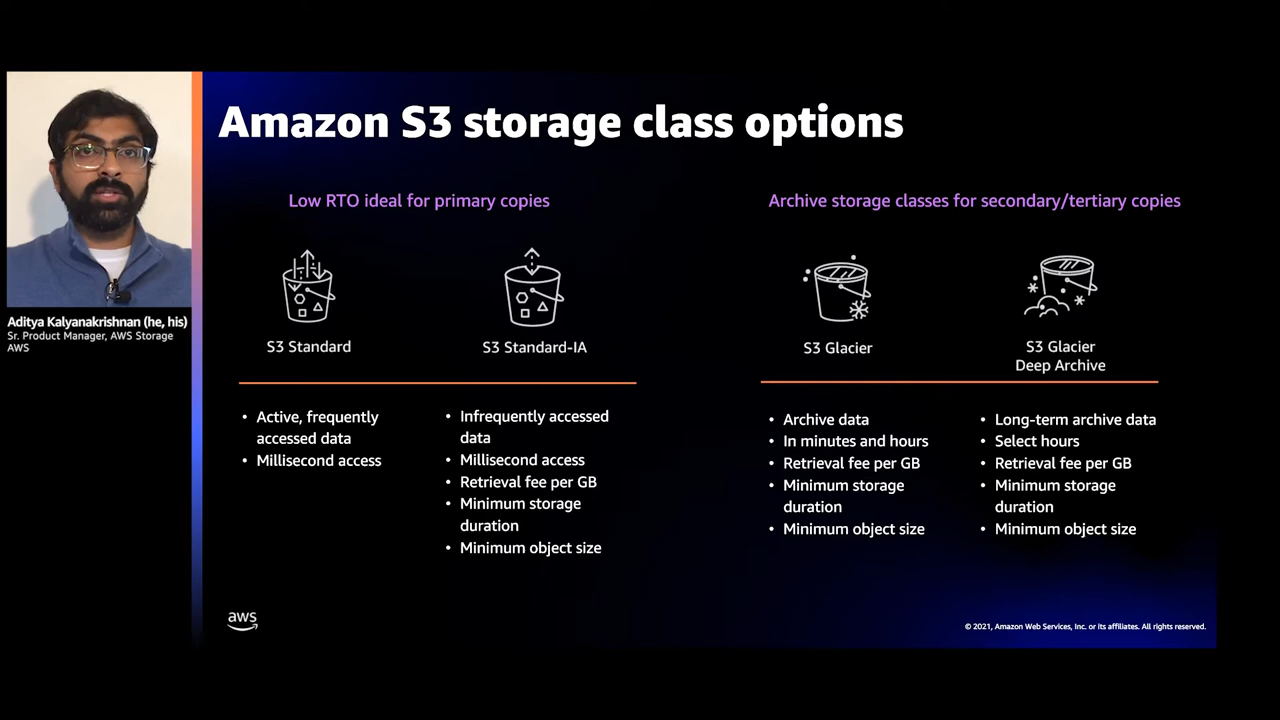 Amazon S3 storage class options
Low RTO ideal for primary copies
Archive storage classes for secondary/tertiary copies
S3 Standard
S3 Standard-IA
S3 Glacier
S3 Glacier
Deep Archive
• Active, frequently
accessed data
• Millisecond access
• Infrequently accessed
data
• Millisecond access
• Retrieval fee per GB
• Minimum storage
duration
• Minimum object size
• Archive data
• In minutes and hours
• Retrieval fee per GB
• Minimum storage
duration
• Minimum object size
• Long-term archive data
• Select hours
• Retrieval fee per GB
• Minimum storage
duration
• Minimum object size
Aditya Kalyanakrishnan (he, his)
Sr. Product Manager, AWS Storage
AWS
aws
© 2021, Amazon Web Services, Inc. or its affiliates. All rights reserved.